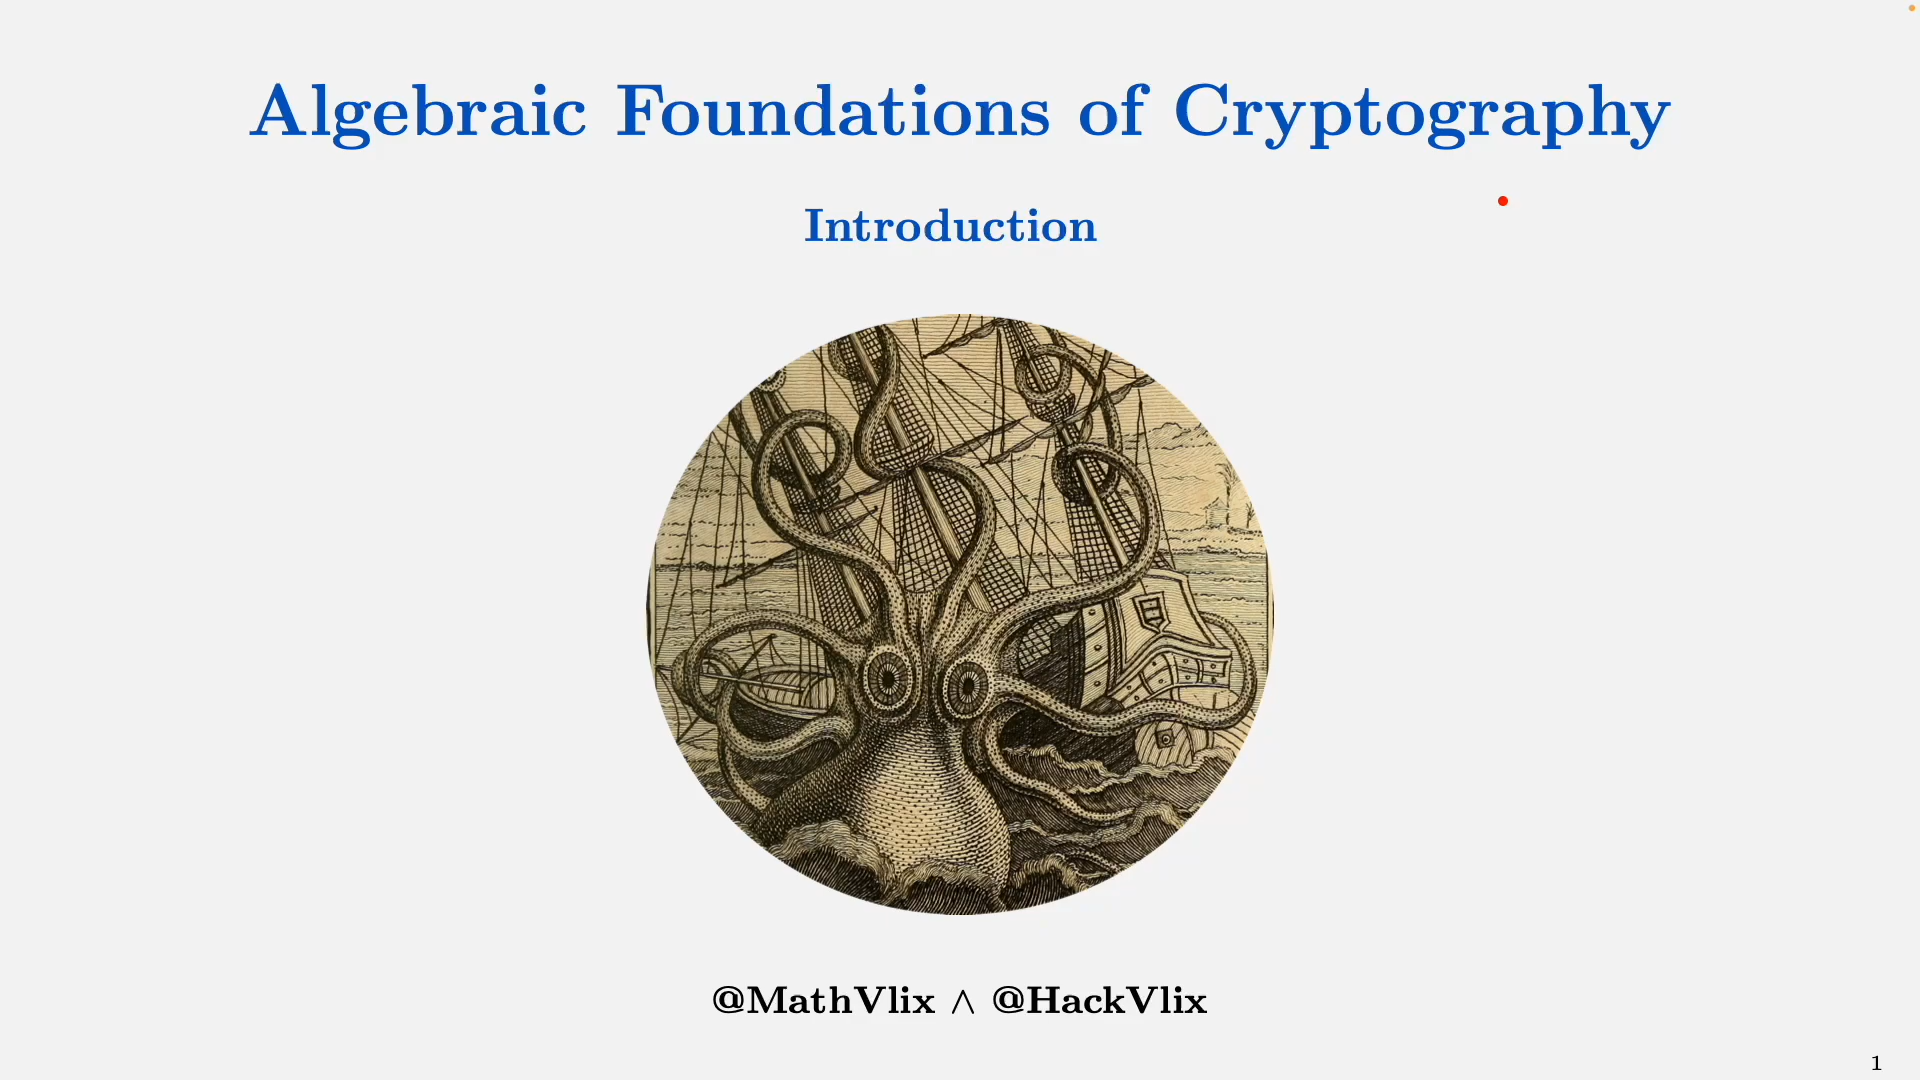 Algebraic Foundations of Cryptography
Introduction
@MathVlix ∧ @HackVlix
1